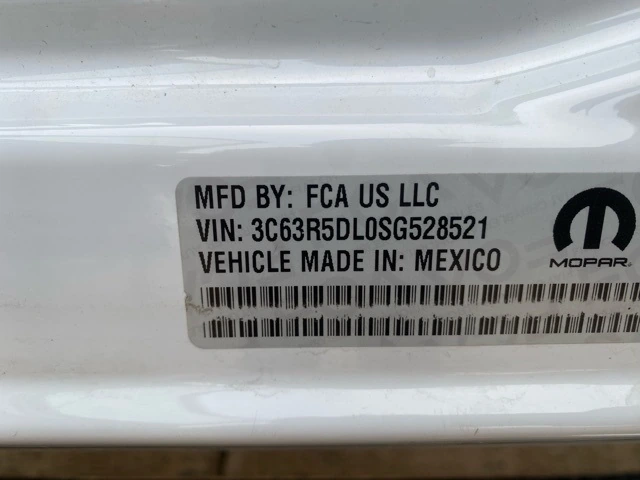 MFD BY: FCA US LLC
VIN: 3C63R5DL0SG528521
VEHICLE MADE IN: MEXICO
MOPAR